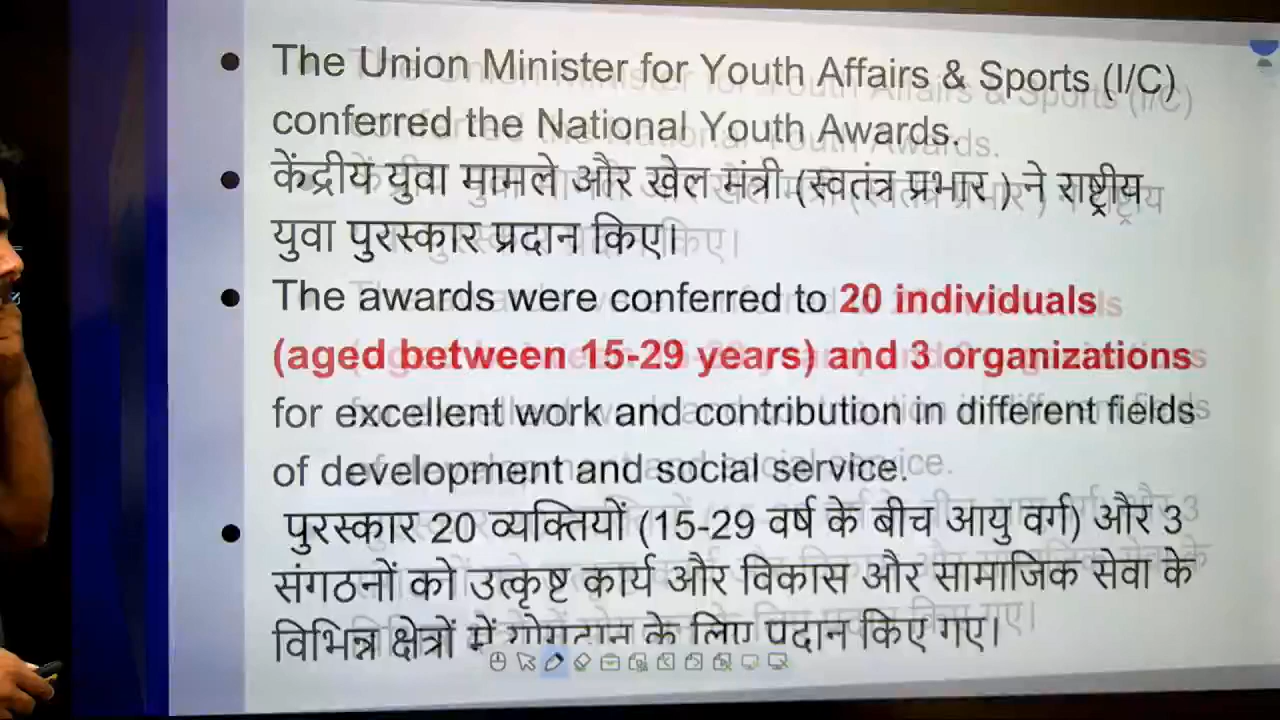 The Union Minister for Youth Affairs & Sports (I/C)
conferred the National Youth Awards.
केंद्रीय युवा मामले और खेल मंत्री (स्वतंत्र प्रभार ) ने राष्ट्रीय
युवा पुरस्कार प्रदान किए।
The awards were conferred to 20 individuals
(aged between 15-29 years) and 3 organizations
for excellent work and contribution in different fields
of development and social service.
पुरस्कार 20 व्यक्तियों (15-29 वर्ष के बीच आयु वर्ग) और 3
संगठनों को उत्कृष्ट कार्य और विकास और सामाजिक सेवा के
विभिन्न क्षेत्रों में योगदान के लिए प्रदान किए गए।